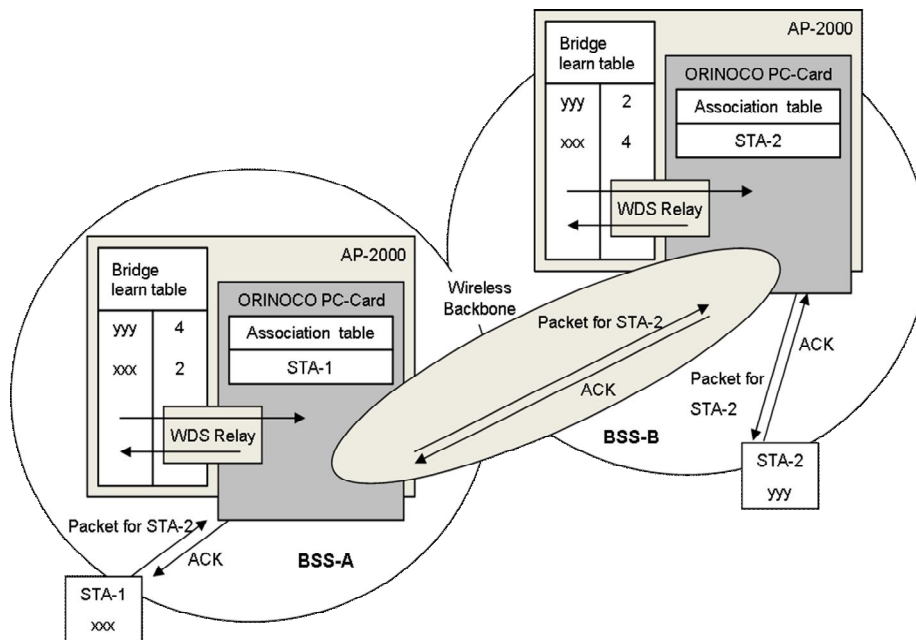 AP-2000
Bridge
learn table
yyy 2
xxx 4
ORINOCO PC-Card
Association table
STA-2
WDS Relay
AP-2000
Bridge
learn table
yyy 4
xxx 2
ORINOCO PC-Card
Association table
STA-1
WDS Relay
Wireless
Backbone
Packet for STA-2
ACK
ACK
Packet for
STA-2
BSS-B
STA-2
yyy
Packet for STA-2
ACK
BSS-A
STA-1
xxx